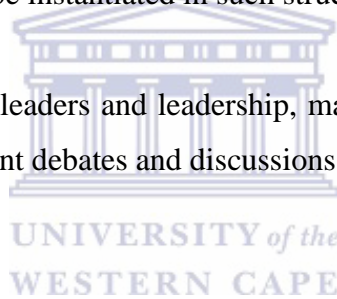 be instantiated in such struc
leaders and leadership, ma
nt debates and discussions
UNIVERSITY of the
WESTERN CAPE